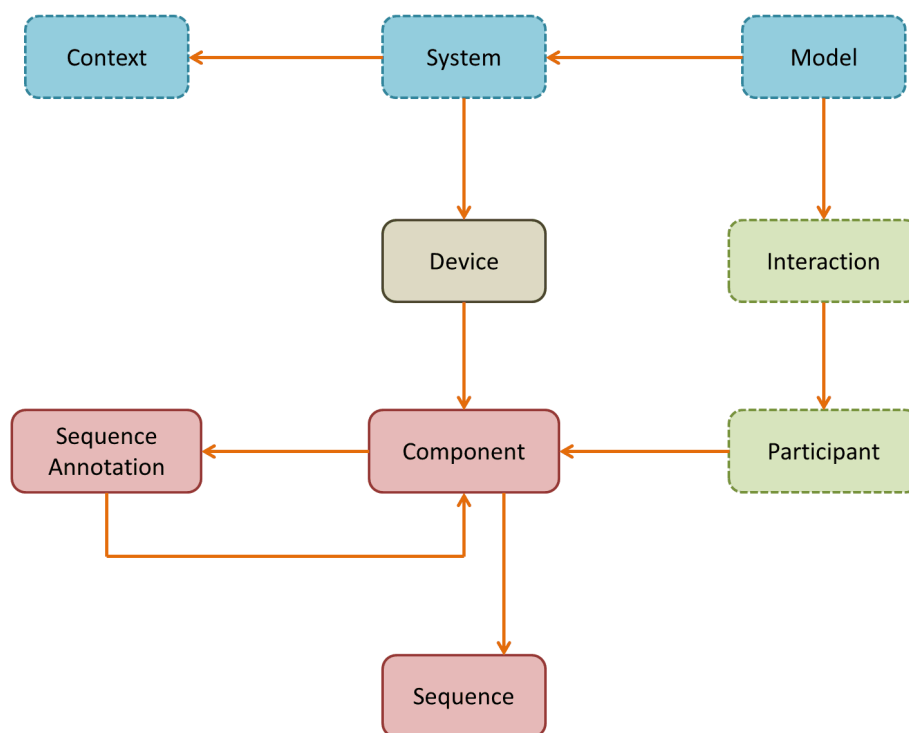 Context
System
Model
Device
Interaction
Sequence
Annotation
Component
Participant
Sequence